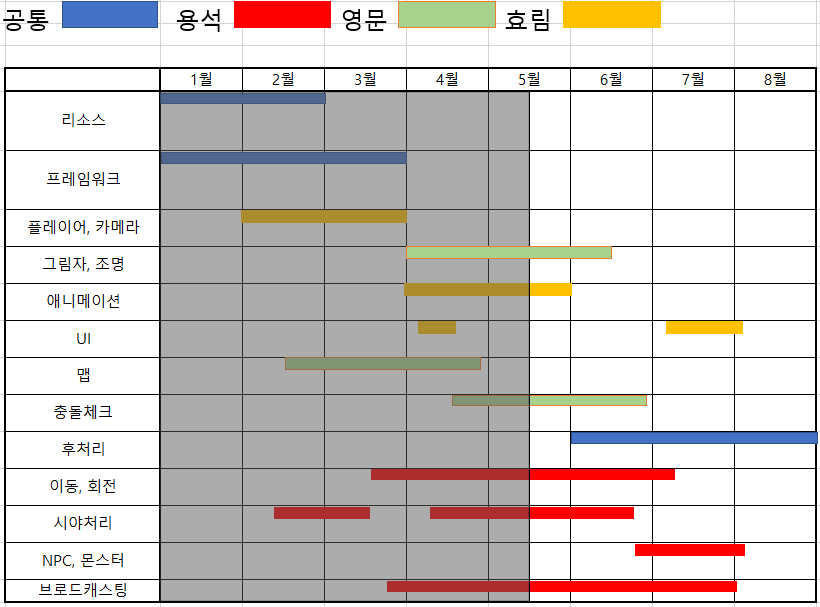 공통 용석 영문 효림
1월 2월 3월 4월 5월 6월 7월 8월
리소스
프레임워크
플레이어, 카메라
그림자, 조명
애니메이션
UI
맵
충돌체크
후처리
이동, 회전
시야처리
NPC, 몬스터
브로드캐스팅